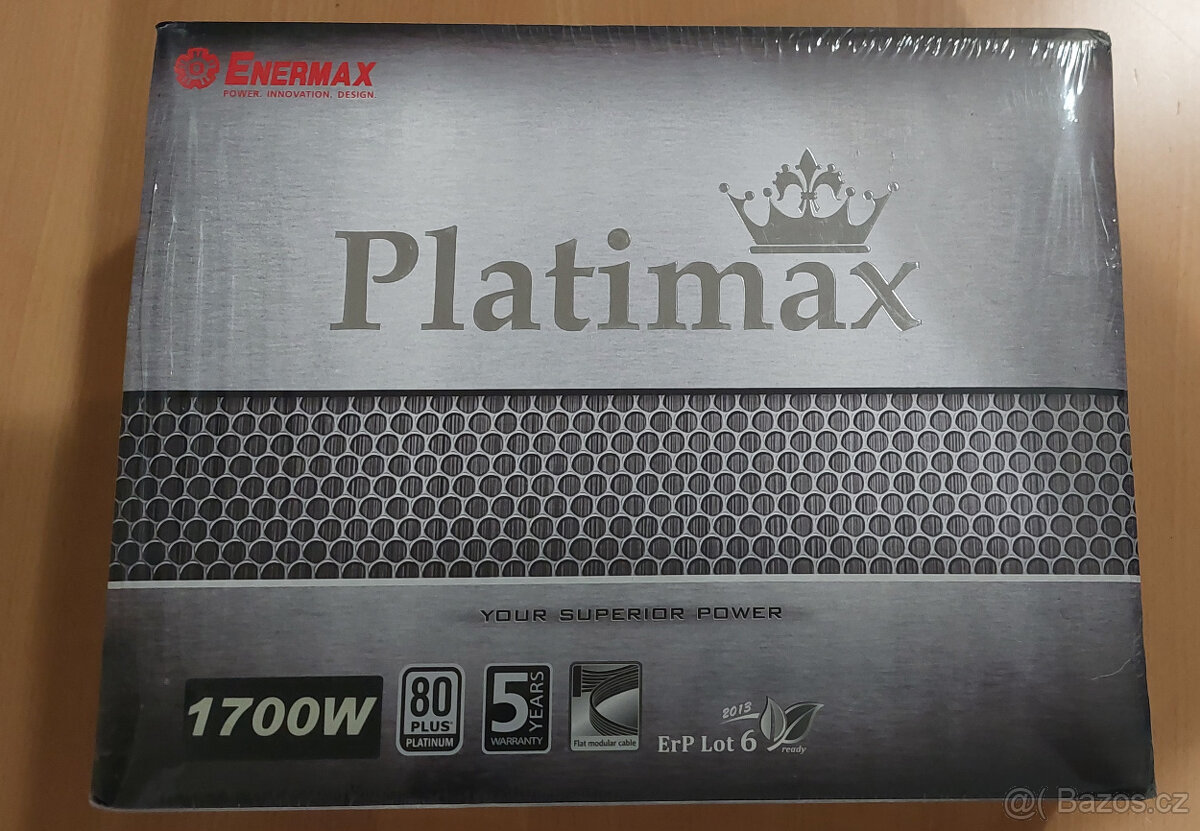 ENERMAX
POWER. INNOVATION. DESIGN.
Platimax
YOUR SUPERIOR POWER
1700W
80
PLUS
PLATINUM
5 YEARS
WARRANTY
Flat modular cable
2013
ErP Lot 6
ready
@( Bazos.cz